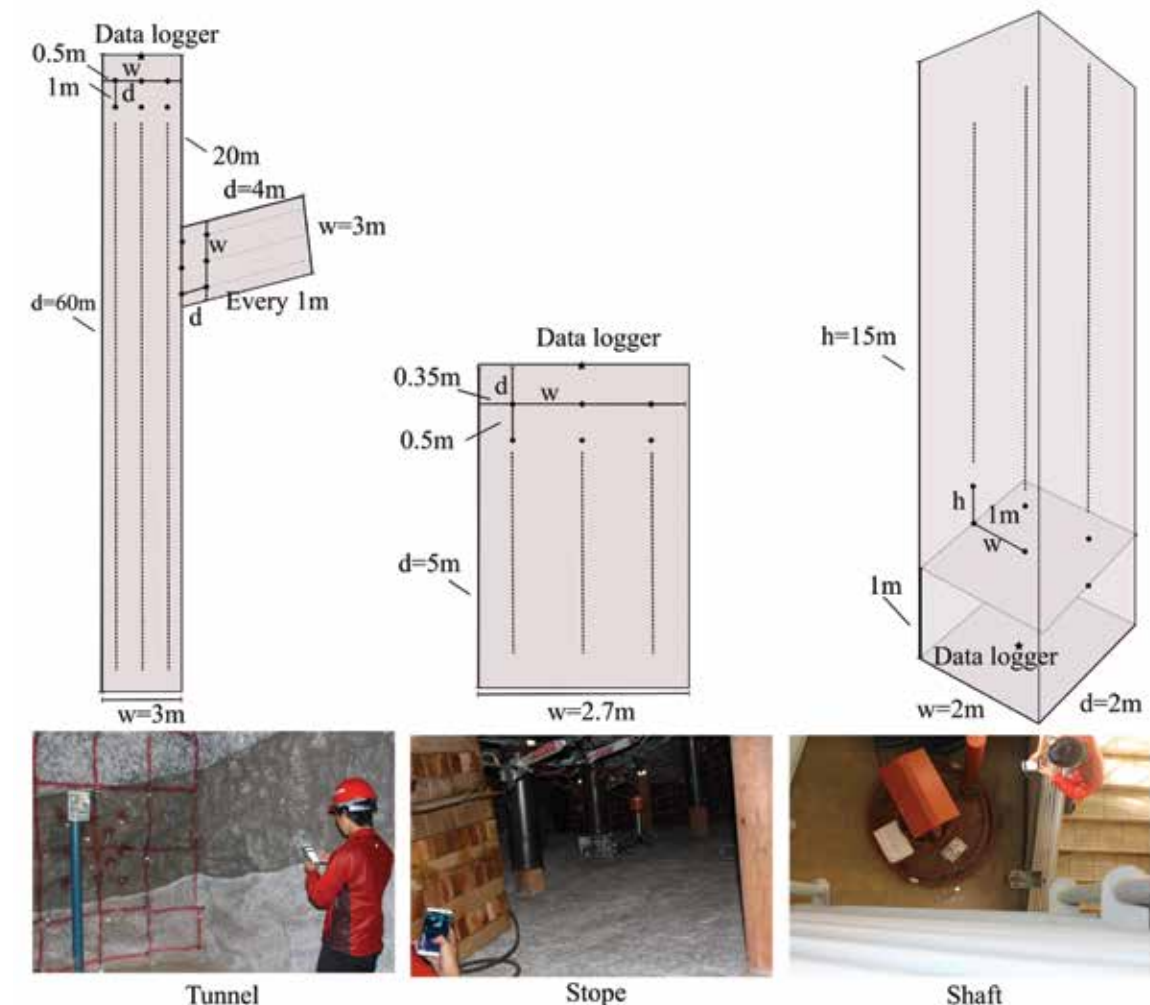 Data logger
0.5m
w
1m
d
20m
d=4m
w=3m
w
Every 1m
d
d=60m
w=3m
Data logger
0.35m
d
w
0.5m
d=5m
w=2.7m
h=15m
h
1m
w
1m
Data logger
w=2m
d=2m
Tunnel
Stope
Shaft